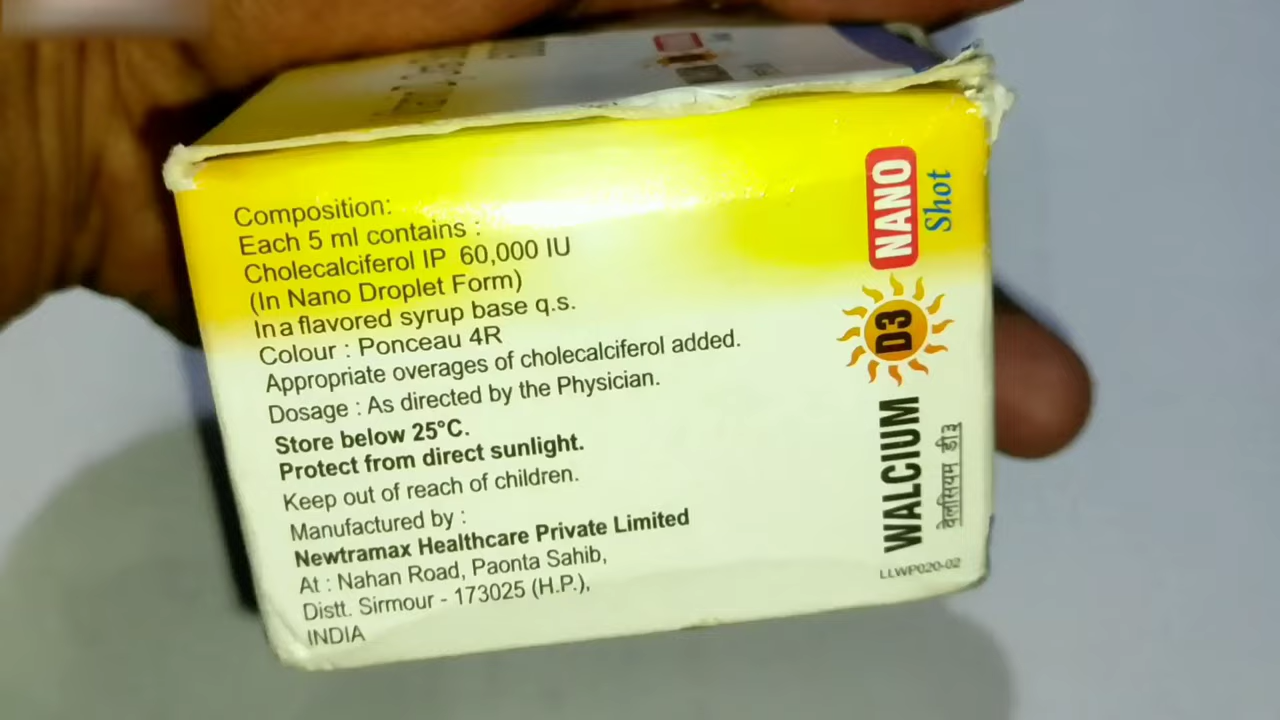 Composition:
Each 5 ml contains :
Cholecalciferol IP 60,000 IU
(In Nano Droplet Form)
In a flavored syrup base q.s.
Colour : Ponceau 4R
Appropriate overages of cholecalciferol added.
Dosage : As directed by the Physician.
Store below 25°C.
Protect from direct sunlight.
Keep out of reach of children.
Manufactured by :
Newtramax Healthcare Private Limited
At : Nahan Road, Paonta Sahib,
Distt. Sirmour - 173025 (H.P.),
INDIA
WALCIUM D3 NANO
Shot
वेलसियम डी३
LLWP020-02